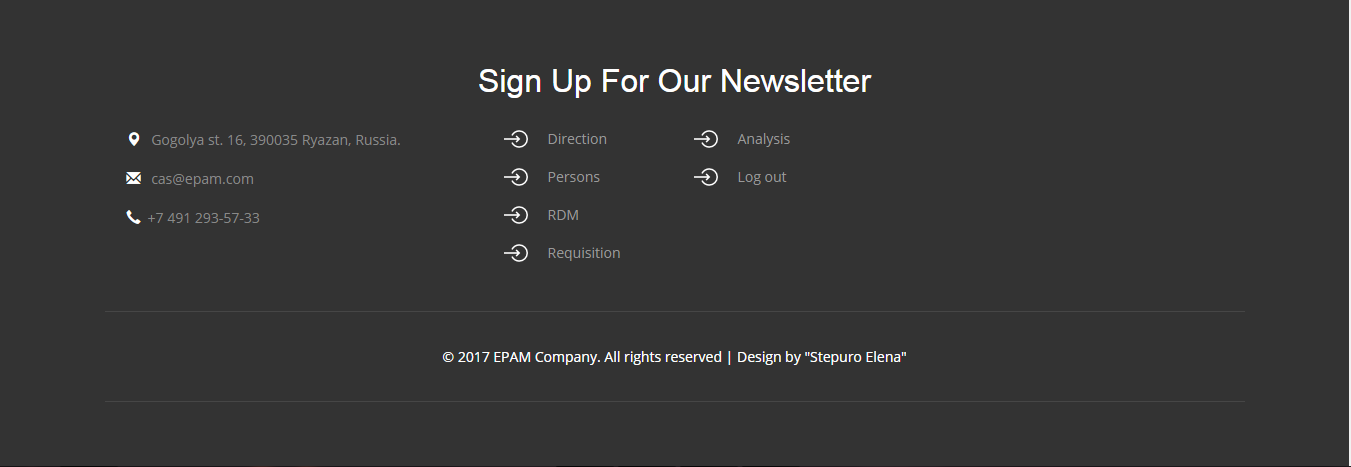 Sign Up For Our Newsletter
Gogolya st. 16, 390035 Ryazan, Russia.
cas@epam.com
+7 491 293-57-33
Direction
Persons
RDM
Requisition
Analysis
Log out
© 2017 EPAM Company. All rights reserved | Design by "Stepuro Elena"